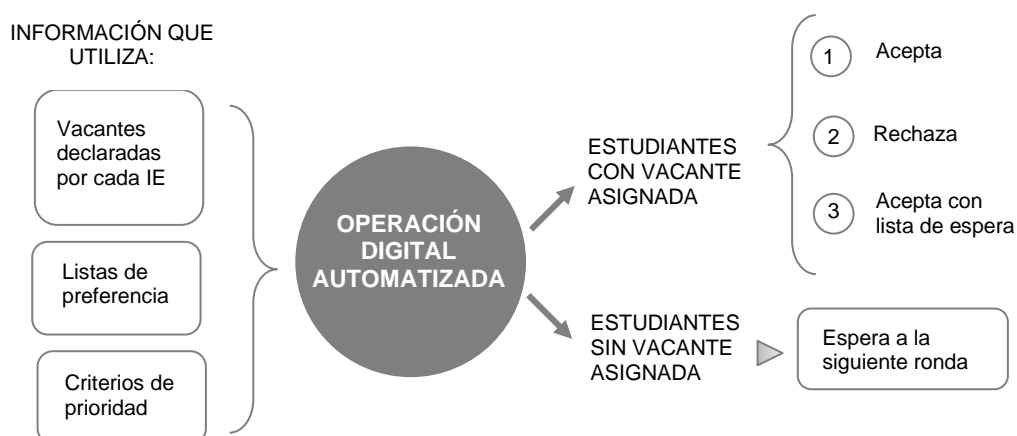 INFORMACIÓN QUE
UTILIZA:
Vacantes
declaradas
por cada IE
Listas de
preferencia
Criterios de
prioridad
OPERACIÓN
DIGITAL
AUTOMATIZADA
ESTUDIANTES
CON VACANTE
ASIGNADA
1 Acepta
2 Rechaza
3 Acepta con
lista de espera
ESTUDIANTES
SIN VACANTE
ASIGNADA
Espera a la
siguiente ronda